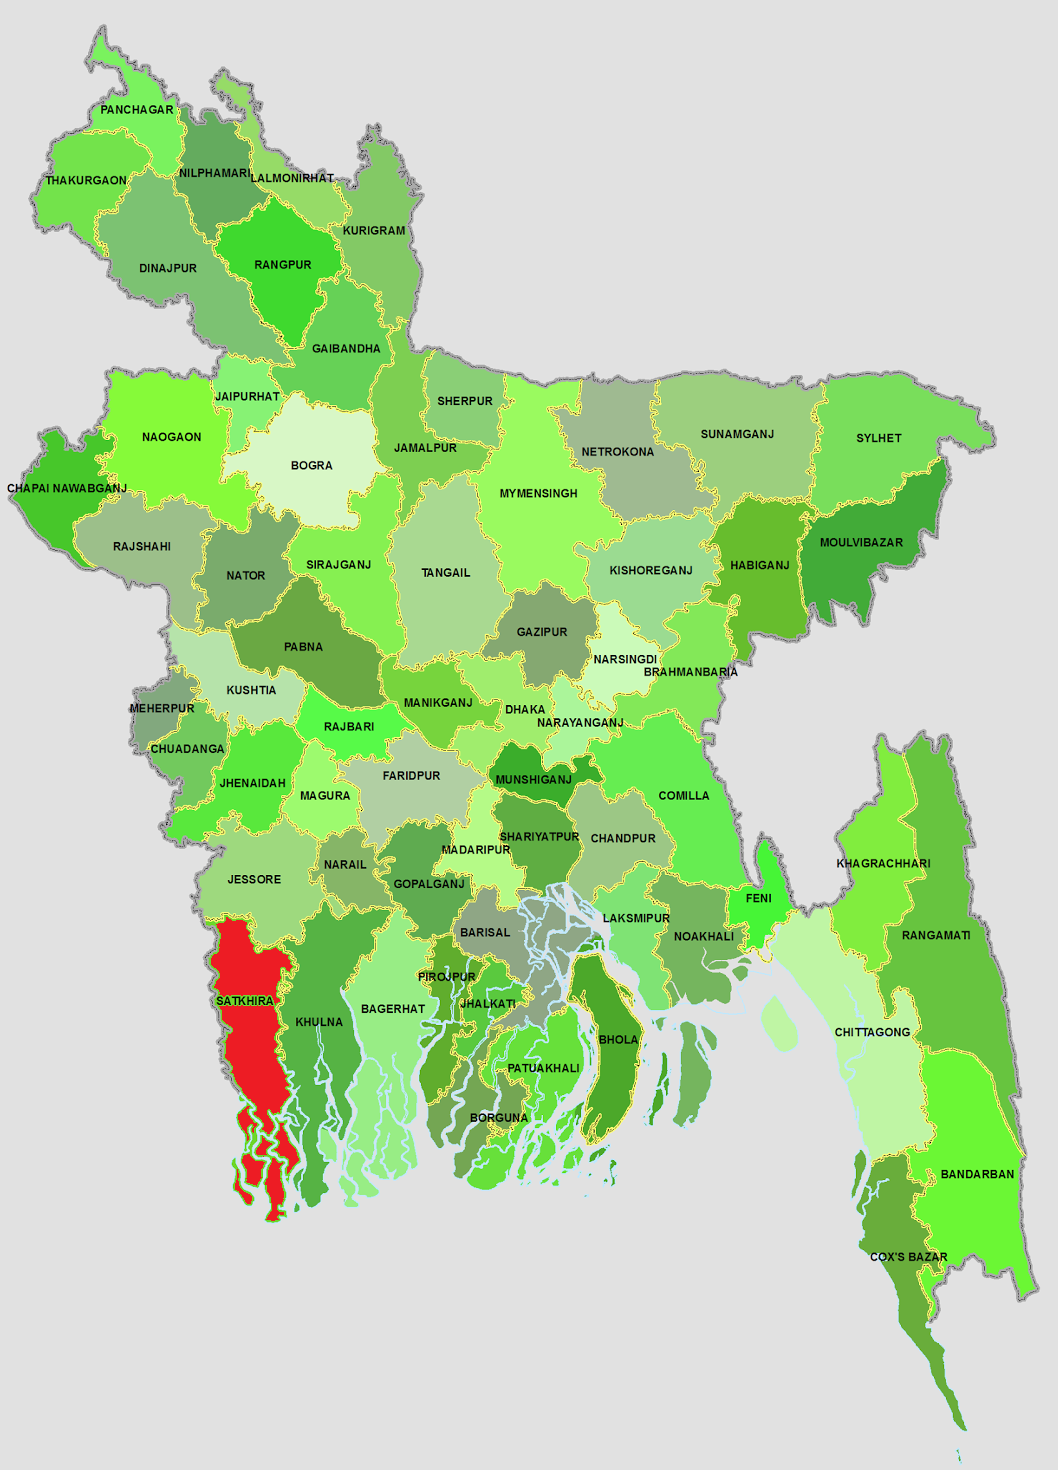 PANCHAGAR
THAKURGAON
NILPHAMARI
LALMONIRHAT
KURIGRAM
DINAJPUR
RANGPUR
GAIBANDHA
JAIPURHAT
SHERPUR
NAOGAON
BOGRA
JAMALPUR
NETROKONA
SUNAMGANJ
SYLHET
CHAPAI NAWABGANJ
MYMENSINGH
RAJSHAHI
NATOR
SIRAJGANJ
TANGAIL
KISHOREGANJ
HABIGANJ
MOULVIBAZAR
PABNA
GAZIPUR
NARSINGDI
BRAHMANBARIA
KUSHTIA
MEHERPUR
MANIKGANJ
DHAKA
NARAYANGANJ
RAJBARI
CHUADANGA
JHENAIDAH
MAGURA
FARIDPUR
MUNSHIGANJ
COMILLA
SHARIYATPUR
CHANDPUR
MADARIPUR
NARAIL
JESSORE
GOPALGANJ
KHAGRACHHARI
FENI
LAKSMIPUR
NOAKHALI
RANGAMATI
BARISAL
PIROJPUR
JHALKATI
SATKHIRA
KHULNA
BAGERHAT
CHITTAGONG
BHOLA
PATUAKHALI
BORGUNA
BANDARBAN
COX'S BAZAR